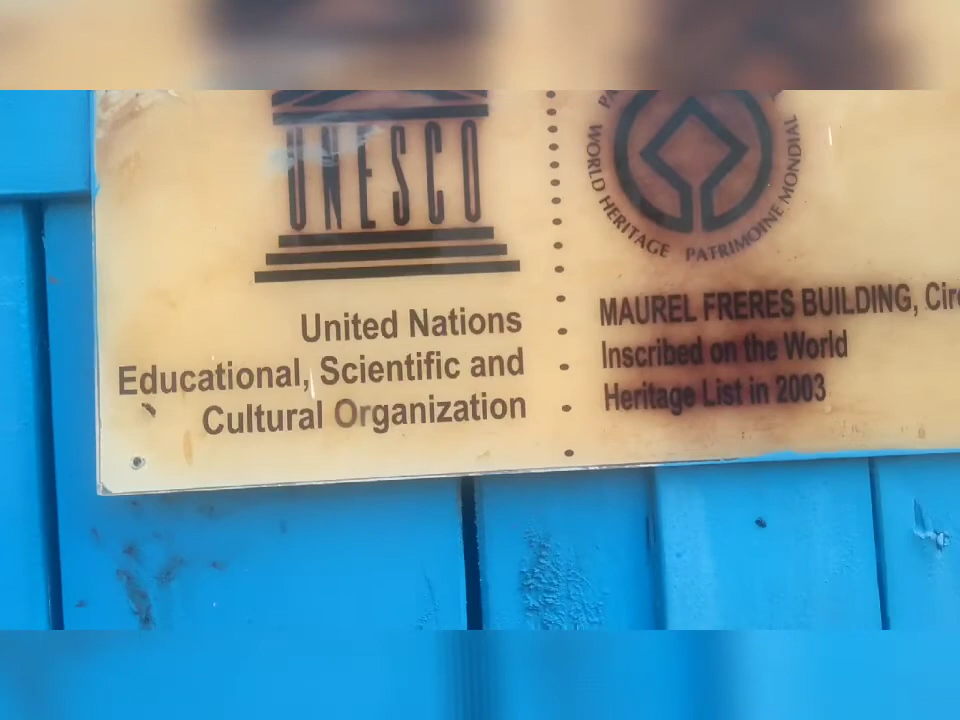 UNESCO
United Nations
Educational, Scientific and
Cultural Organization
WORLD HERITAGE PATRIMOINE MONDIAL
MAUREL FRERES BUILDING,
Inscribed on the World
Heritage List in 2003